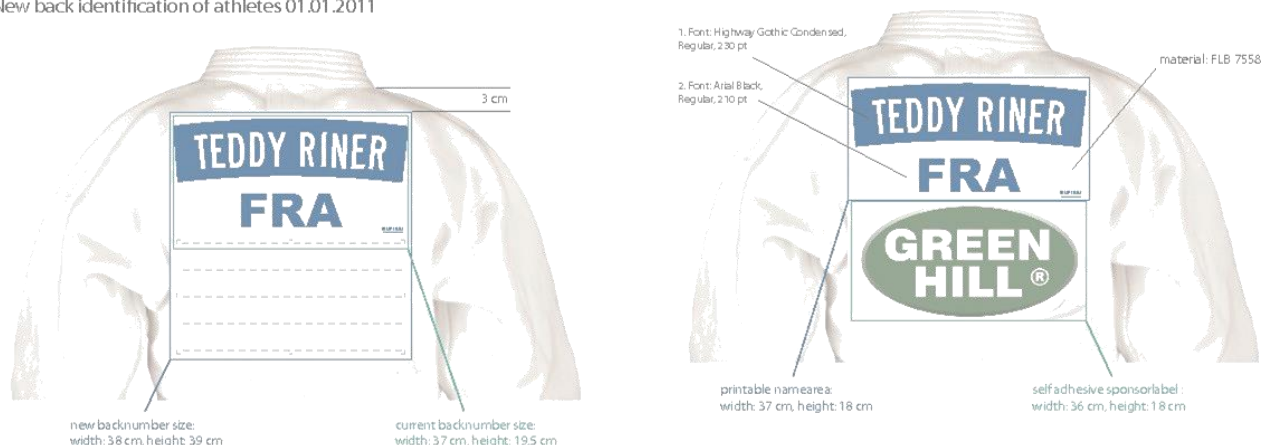 New back identification of athletes 01.01.2011
3 cm
TEDDY RINER
FRA
new backnumber size:
width: 38 cm, height: 39 cm
current backnumber size:
width: 37 cm, height: 19.5 cm
1. Font: Highway Gothic Condensed,
Regular, 230 pt
2. Font: Arial Black,
Regular, 210 pt
material: FLB 7558
TEDDY RINER
FRA
GREEN
HILL ®
printable namearea:
width: 37 cm, height: 18 cm
selfadhesive sponsorlabel :
width: 36 cm, height: 18 cm